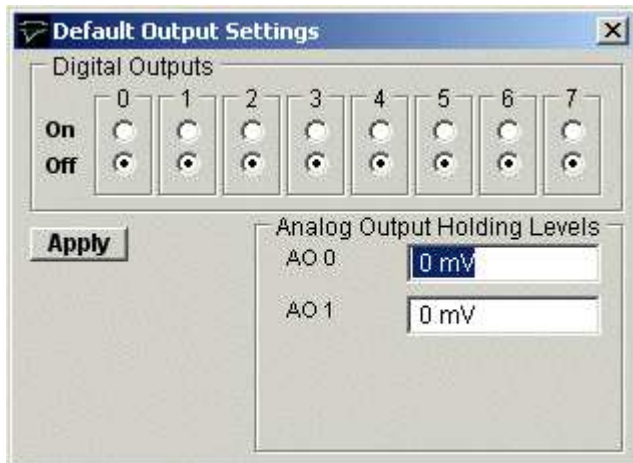 Default Output Settings
Digital Outputs
0 1 2 3 4 5 6 7
On
Off
Apply
Analog Output Holding Levels
AO 0 0 mV
AO 1 0 mV